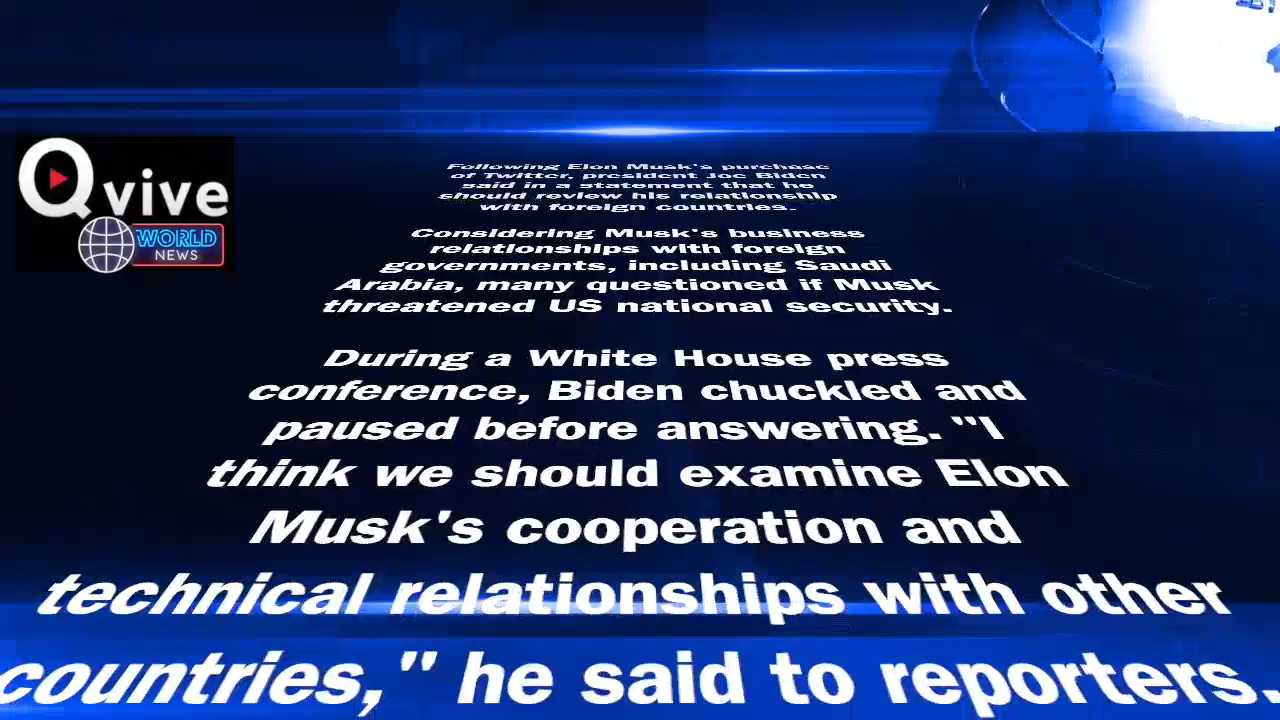 Q vive
WORLD
NEWS
Following Elon Musk's purchase
of Twitter, president Joe Biden
said in a statement that he
should review his relationship
with foreign countries.
Considering Musk's business
relationships with foreign
governments, including Saudi
Arabia, many questioned if Musk
threatened US national security.
During a White House press
conference, Biden chuckled and
paused before answering. "I
think we should examine Elon
Musk's cooperation and
technical relationships with other
countries," he said to reporters.